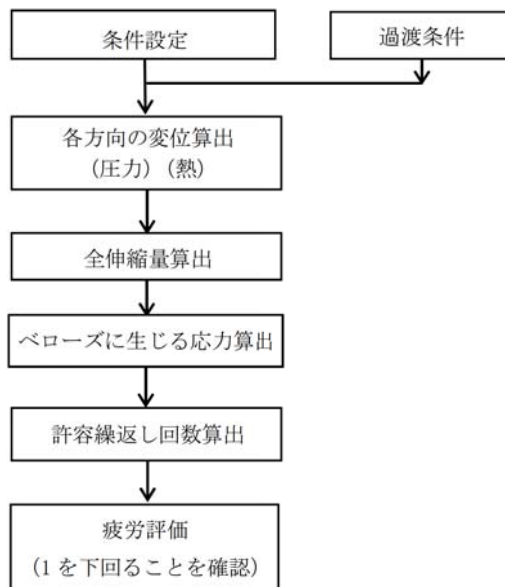 条件設定
過渡条件
各方向の変位算出
（圧力）（熱）
全伸縮量算出
ベローズに生じる応力算出
許容繰返し回数算出
疲労評価
（1 を下回ることを確認）